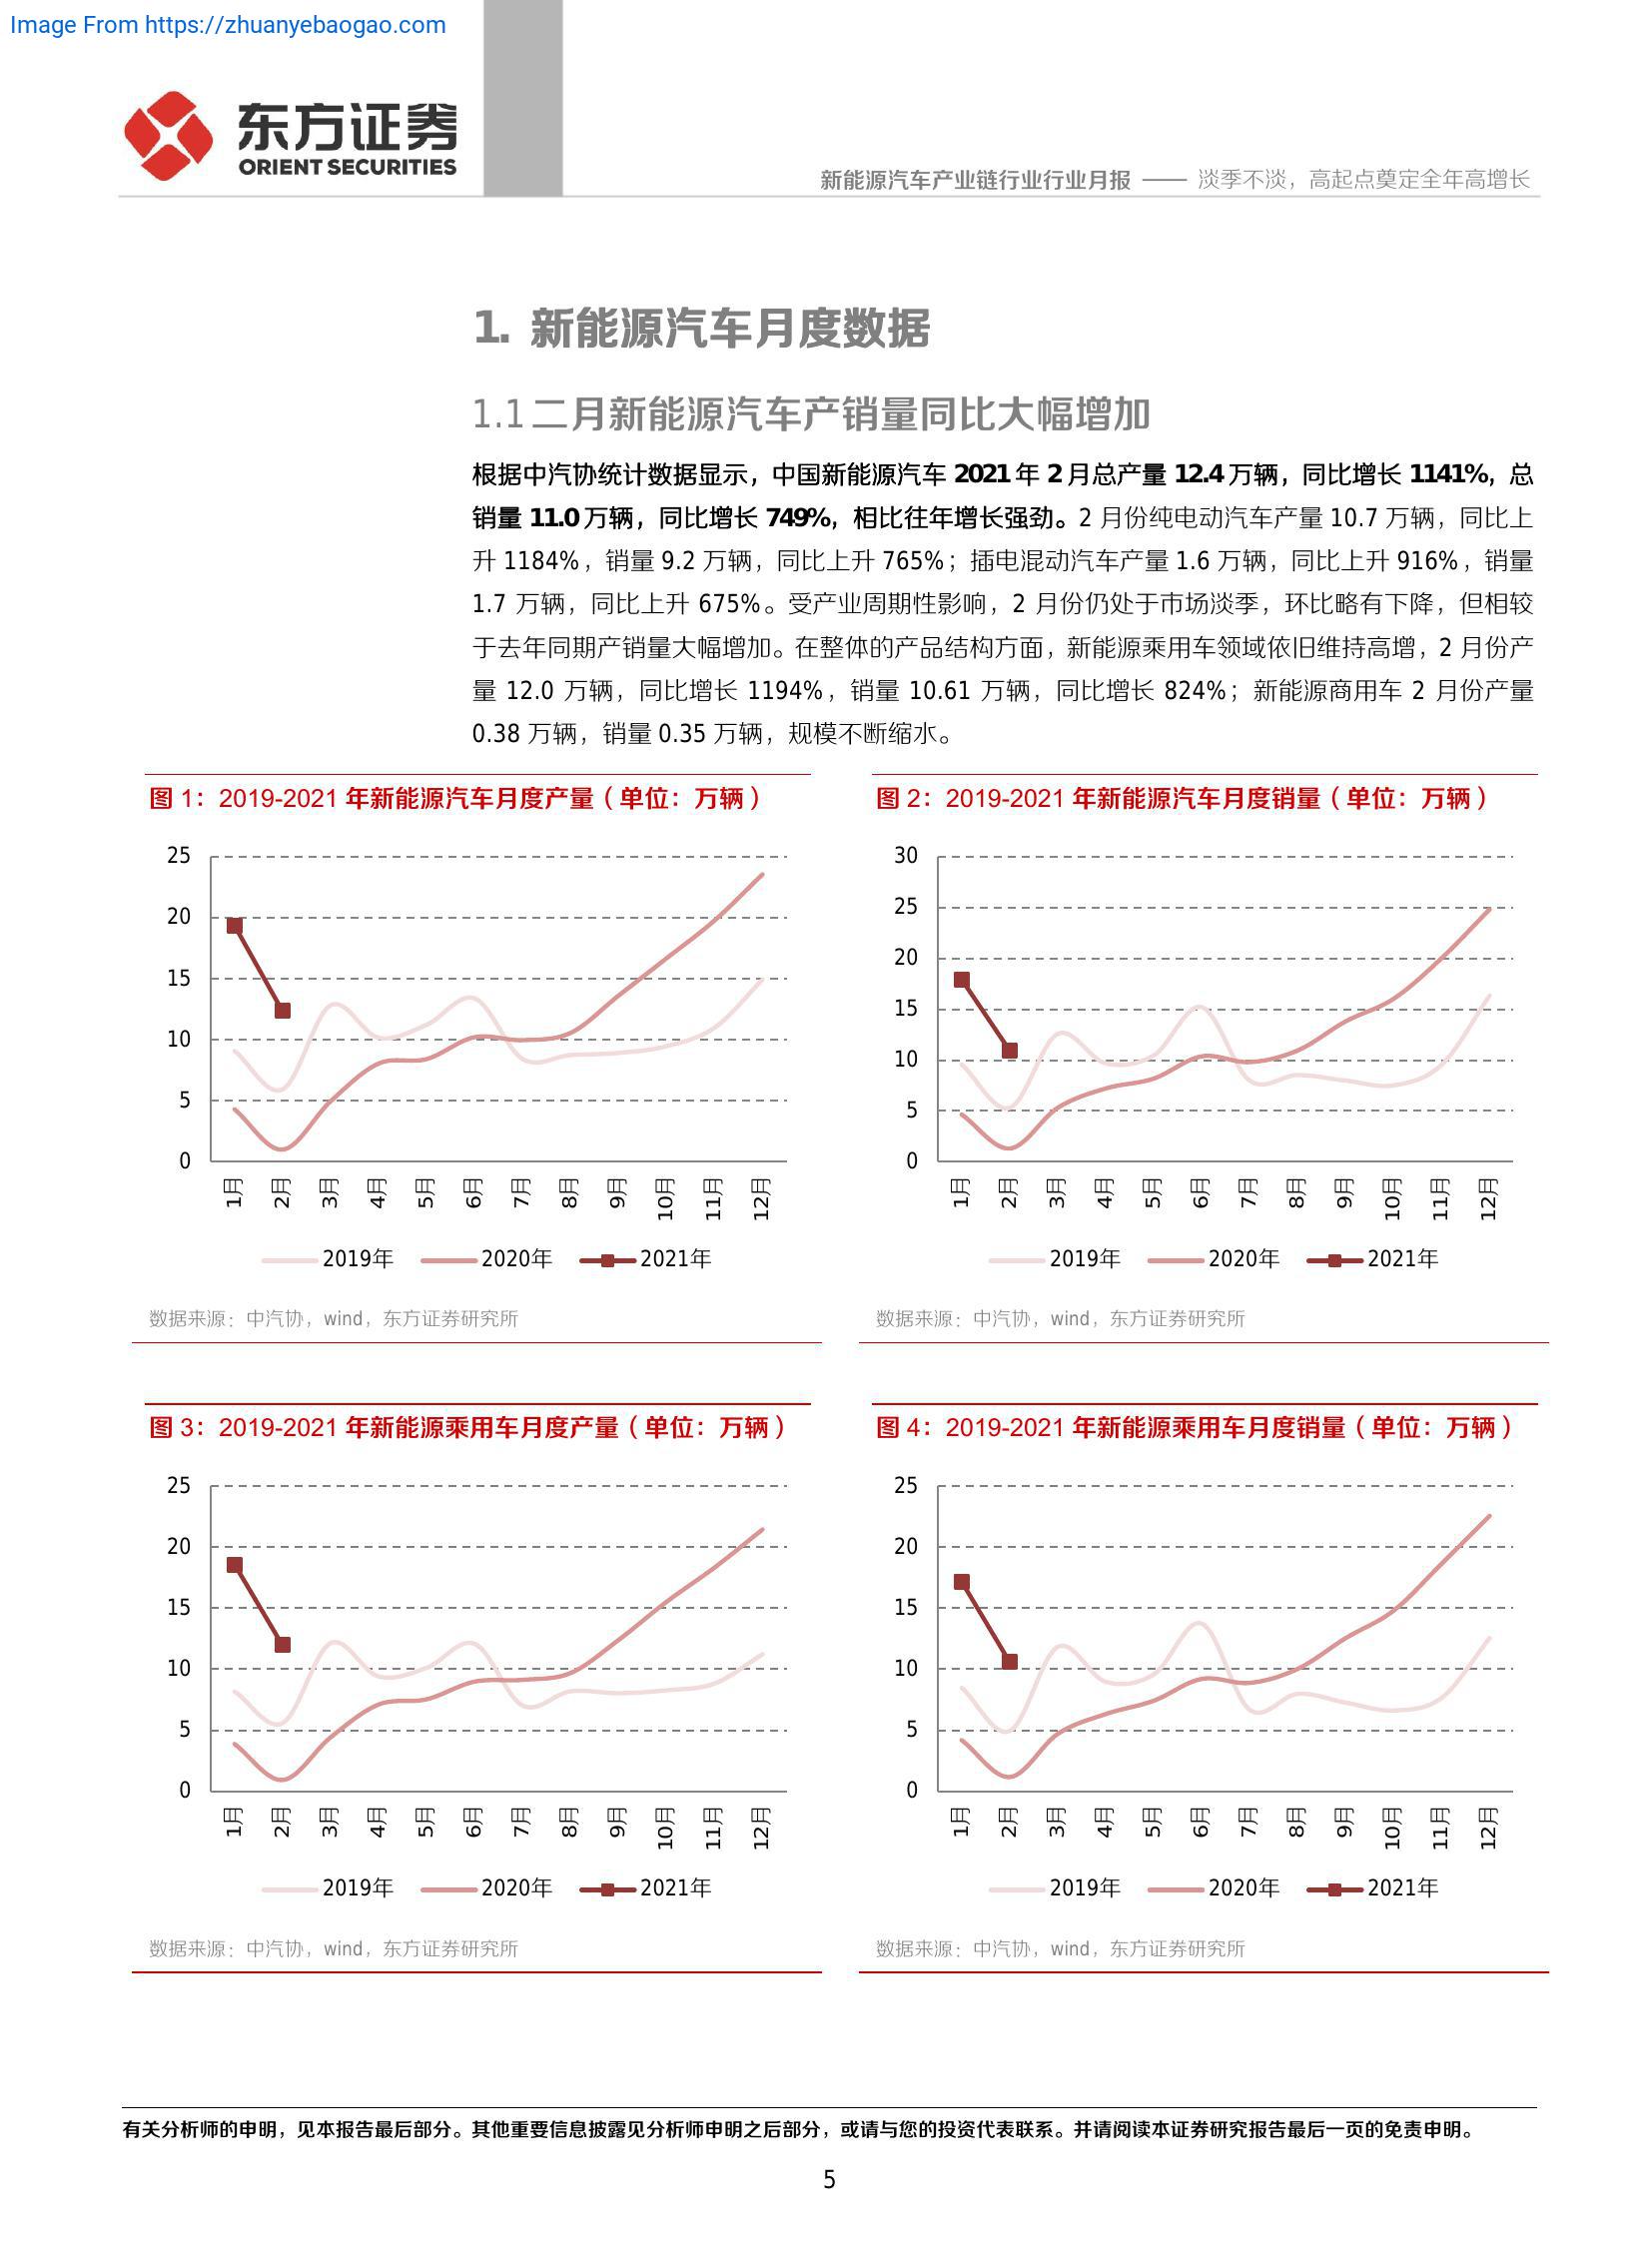 Image From https://zhuanyebaogao.com
东方证券
ORIENT SECURITIES
新能源汽车产业链行业行业月报 —— 淡季不淡，高起点奠定全年高增长
1. 新能源汽车月度数据
1.1二月新能源汽车产销量同比大幅增加
根据中汽协统计数据显示，中国新能源汽车 2021 年 2 月总产量 12.4 万辆，同比增长 1141%，总
销量 11.0 万辆，同比增长 749%，相比往年增长强劲。2 月份纯电动汽车产量 10.7 万辆，同比上
升 1184%，销量 9.2 万辆，同比上升 765%；插电混动汽车产量 1.6 万辆，同比上升 916%，销量
1.7 万辆，同比上升 675%。受产业周期性影响，2 月份仍处于市场淡季，环比略有下降，但相较
于去年同期产销量大幅增加。在整体的产品结构方面，新能源乘用车领域依旧维持高增，2 月份产
量 12.0 万辆，同比增长 1194%，销量 10.61 万辆，同比增长 824%；新能源商用车 2 月份产量
0.38 万辆，销量 0.35 万辆，规模不断缩水。
图 1：2019-2021 年新能源汽车月度产量（单位：万辆）
25
20
15
10
5
0
1月 2月 3月 4月 5月 6月 7月 8月 9月 10月 11月 12月
2019年 2020年 2021年
数据来源：中汽协，wind，东方证券研究所
图 2：2019-2021 年新能源汽车月度销量（单位：万辆）
30
25
20
15
10
5
0
1月 2月 3月 4月 5月 6月 7月 8月 9月 10月 11月 12月
2019年 2020年 2021年
数据来源：中汽协，wind，东方证券研究所
图 3：2019-2021 年新能源乘用车月度产量（单位：万辆）
25
20
15
10
5
0
1月 2月 3月 4月 5月 6月 7月 8月 9月 10月 11月 12月
2019年 2020年 2021年
数据来源：中汽协，wind，东方证券研究所
图 4：2019-2021 年新能源乘用车月度销量（单位：万辆）
25
20
15
10
5
0
1月 2月 3月 4月 5月 6月 7月 8月 9月 10月 11月 12月
2019年 2020年 2021年
数据来源：中汽协，wind，东方证券研究所
有关分析师的申明，见本报告最后部分。其他重要信息披露见分析师申明之后部分，或请与您的投资代表联系。并请阅读本证券研究报告最后一页的免责申明。
5